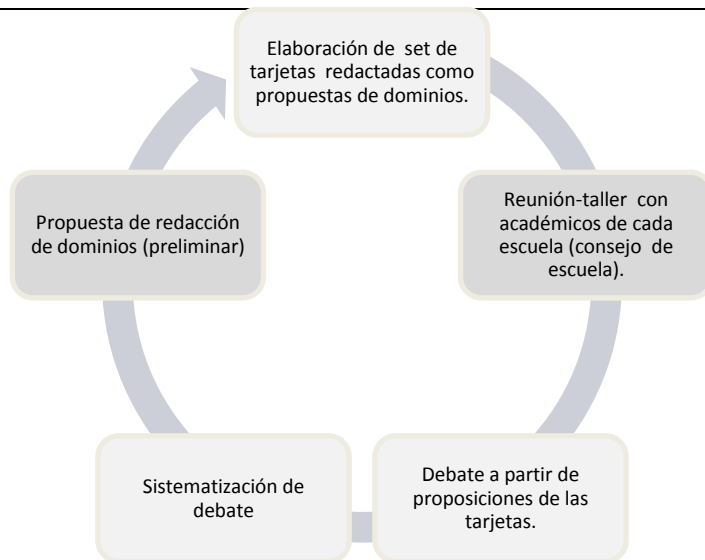 Elaboración de set de
tarjetas redactadas como
propuestas de dominios.
Reunión-taller con
académicos de cada
escuela (consejo de
escuela).
Debate a partir de
proposiciones de las
tarjetas.
Sistematización de
debate
Propuesta de redacción
de dominios (preliminar)